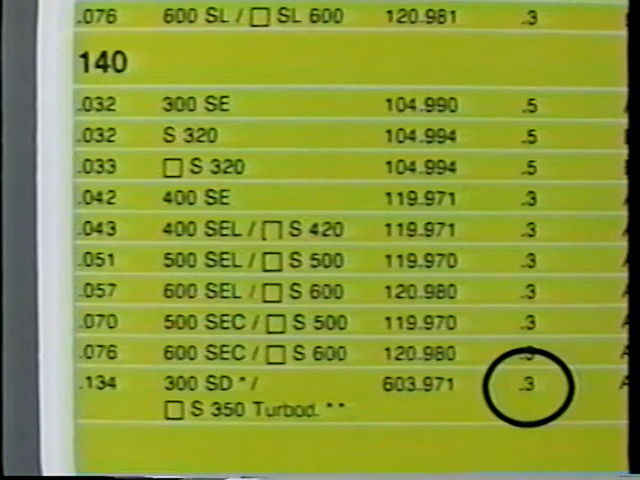 .076 600 SL / □ SL 600 120.981 .3
140
.032 300 SE 104.990 .5
.032 S 320 104.994 .5
.033 □ S 320 104.994 .5
.042 400 SE 119.971 .3
.043 400 SEL / □ S 420 119.971 .3
.051 500 SEL / □ S 500 119.970 .3
.057 600 SEL / □ S 600 120.980 .3
.070 500 SEC / □ S 500 119.970 .3
.076 600 SEC / □ S 600 120.980 .3
.134 300 SD * / 603.971 .3
□ S 350 Turbod. **